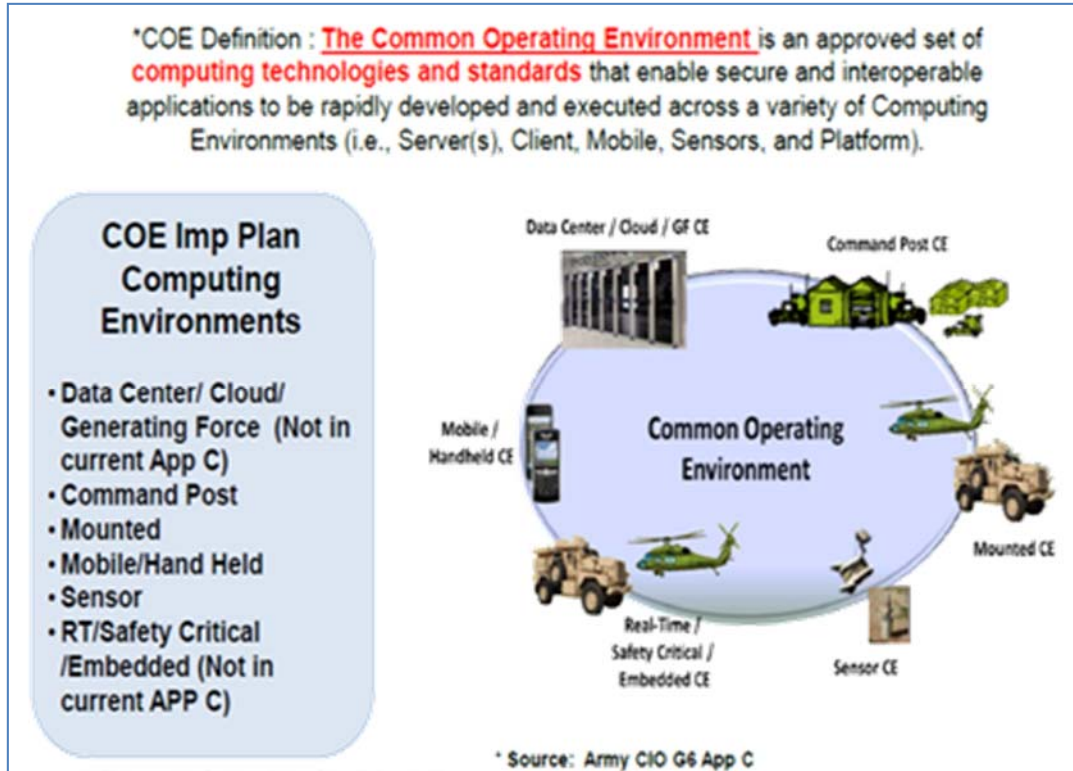 *COE Definition : The Common Operating Environment is an approved set of
computing technologies and standards that enable secure and interoperable
applications to be rapidly developed and executed across a variety of Computing
Environments (i.e., Server(s), Client, Mobile, Sensors, and Platform).
COE Imp Plan
Computing
Environments
• Data Center/ Cloud/
Generating Force (Not in
current App C)
• Command Post
• Mounted
• Mobile/Hand Held
• Sensor
• RT/Safety Critical
/Embedded (Not in
current APP C)
Data Center / Cloud / GF CE
Command Post CE
Mobile /
Handheld CE
Common Operating
Environment
Mounted CE
Real-Time /
Safety Critical /
Embedded CE
Sensor CE
* Source: Army CIO G6 App C